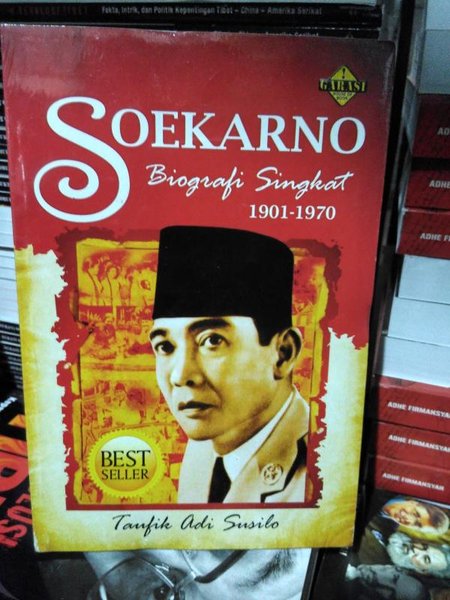 Fakta, Intrik, dan Politik Kepentingan Tibet – China – Amerika Serikat
GARASI
SOEKARNO
Biografi Singkat
1901-1970
BEST
SELLER
Taufik Adi Susilo
ADHE FIRMANSYAH
ADHE FIRMANSYAH
ADHE FIRMANSYAH